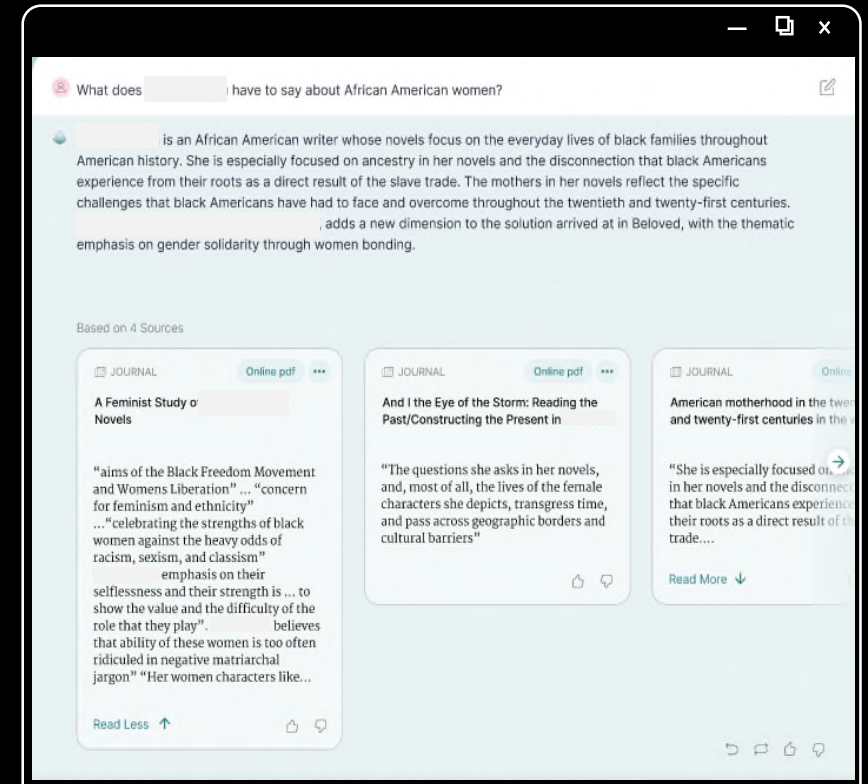 What does have to say about African American women?
is an African American writer whose novels focus on the everyday lives of black families throughout
American history. She is especially focused on ancestry in her novels and the disconnection that black Americans
experience from their roots as a direct result of the slave trade. The mothers in her novels reflect the specific
challenges that black Americans have had to face and overcome throughout the twentieth and twenty-first centuries.
, adds a new dimension to the solution arrived at in Beloved, with the thematic
emphasis on gender solidarity through women bonding.
Based on 4 Sources
JOURNAL
Online pdf
A Feminist Study of
Novels
“aims of the Black Freedom Movement
and Womens Liberation” ... “concern
for feminism and ethnicity”
...“celebrating the strengths of black
women against the heavy odds of
racism, sexism, and classism”
emphasis on their
selflessness and their strength is ... to
show the value and the difficulty of the
role that they play”. believes
that ability of these women is too often
ridiculed in negative matriarchal
jargon” “Her women characters like...
Read Less
JOURNAL
Online pdf
And I the Eye of the Storm: Reading the
Past/Constructing the Present in
“The questions she asks in her novels,
and, most of all, the lives of the female
characters she depicts, transgress time,
and pass across geographic borders and
cultural barriers”
JOURNAL
Online
American motherhood in the
and twenty-first centuries in the
“She is especially focused
in her novels and the
that black Americans
their roots as a direct result of
trade....
Read More